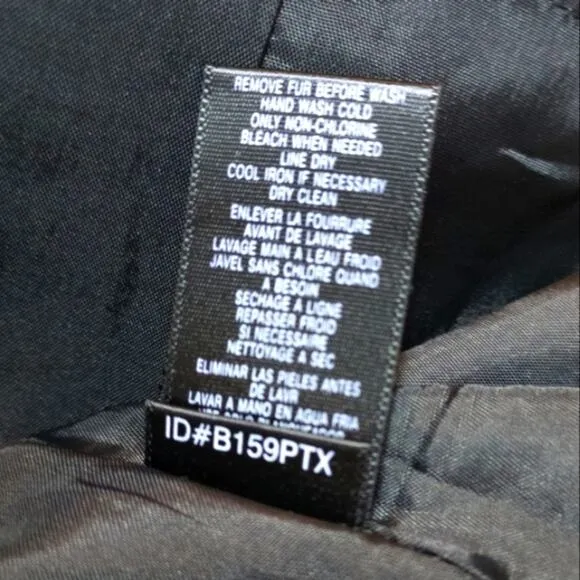 REMOVE FUR BEFORE WASH
HAND WASH COLD
ONLY NON-CHLORINE
BLEACH WHEN NEEDED
LINE DRY
COOL IRON IF NECESSARY
DRY CLEAN
ENLEVER LA FOURRURE
AVANT DE LAVAGE
LAVAGE MAIN A L'EAU FROID
JAVEL SANS CHLORE QUAND
A BESOIN
SECHAGE A LIGNE
REPASSER FROID
SI NECESSAIRE
NETTOYAGE A SEC
ELIMINAR LAS PIELES ANTES
DE LAVR
LAVAR A MANO EN AGUA FRIA
ID#B159PTX